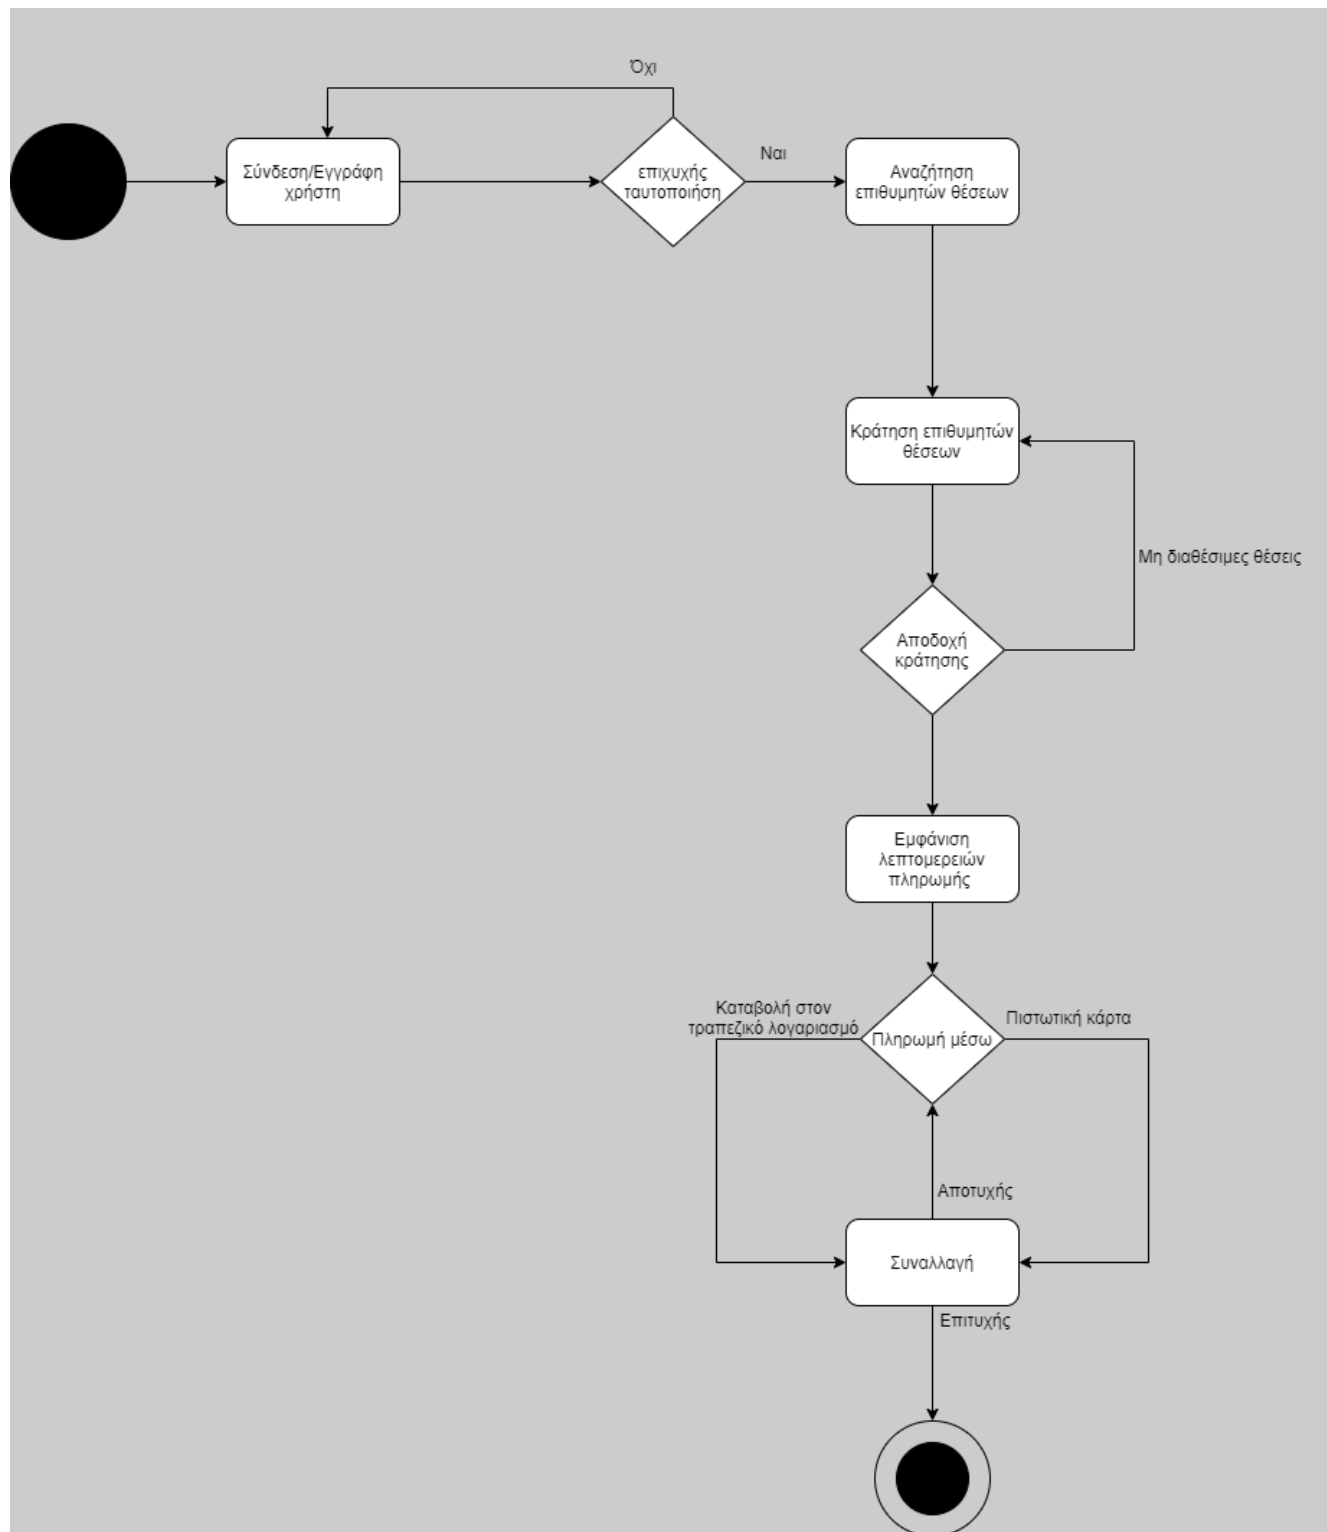 Όχι
Σύνδεση/Εγγράφη
χρήστη
επιχυχής
ταυτοποιήση
Ναι
Αναζήτηση
επιθυμητών θέσεων
Κράτηση επιθυμητών
θέσεων
Μη διαθέσιμες θέσεις
Αποδοχή
κράτησης
Εμφάνιση
λεπτομερειών
πληρωμής
Καταβολή στον
τραπεζικό λογαριασμό
Πληρωμή μέσω
Πιστωτική κάρτα
Αποτυχής
Συναλλαγή
Επιτυχής